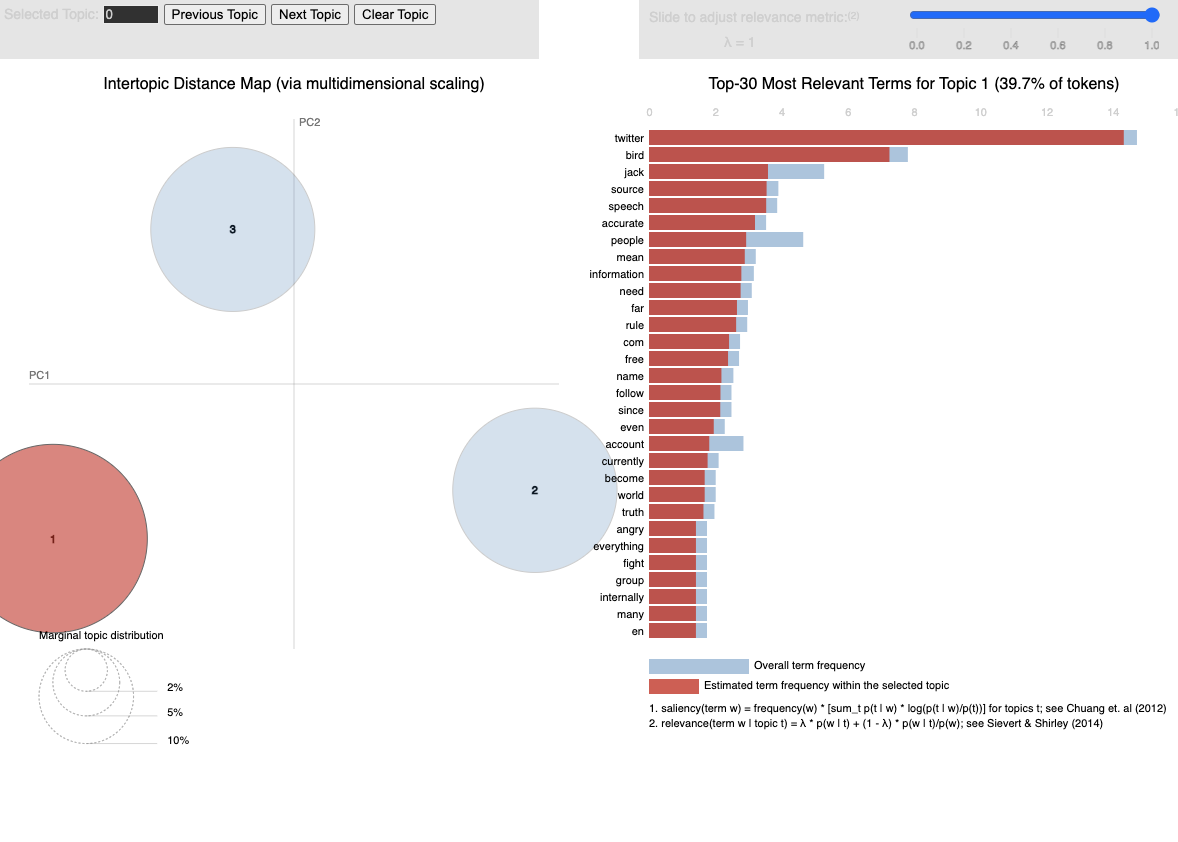 Selected Topic: 0 Previous Topic Next Topic Clear Topic
Slide to adjust relevance metric:(2)
λ = 1
0.0 0.2 0.4 0.6 0.8 1.0
Intertopic Distance Map (via multidimensional scaling)
PC2
PC1
3
2
1
Marginal topic distribution
2%
5%
10%
Top-30 Most Relevant Terms for Topic 1 (39.7% of tokens)
0 2 4 6 8 10 12 14
twitter
bird
jack
source
speech
accurate
people
mean
information
need
far
rule
com
free
name
follow
since
even
account
currently
become
world
truth
angry
everything
fight
group
internally
many
en
Overall term frequency
Estimated term frequency within the selected topic
1. saliency(term w) = frequency(w) * [sum_t p(t | w) * log(p(t | w)/p(t))] for topics t; see Chuang et. al (2012)
2. relevance(term w | topic t) = λ * p(w | t) + (1 - λ) * p(w | t)/p(w); see Sievert & Shirley (2014)